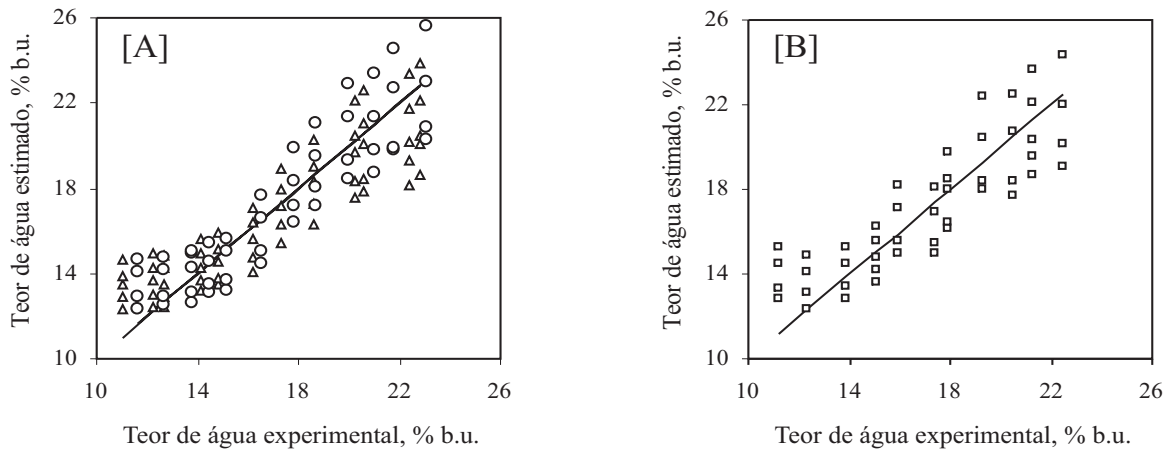 [A]
Teor de água estimado, % b.u.
26
22
18
14
10
10 14 18 22 26
Teor de água experimental, % b.u.
[B]
Teor de água estimado, % b.u.
26
22
18
14
10
10 14 18 22 26
Teor de água experimental, % b.u.